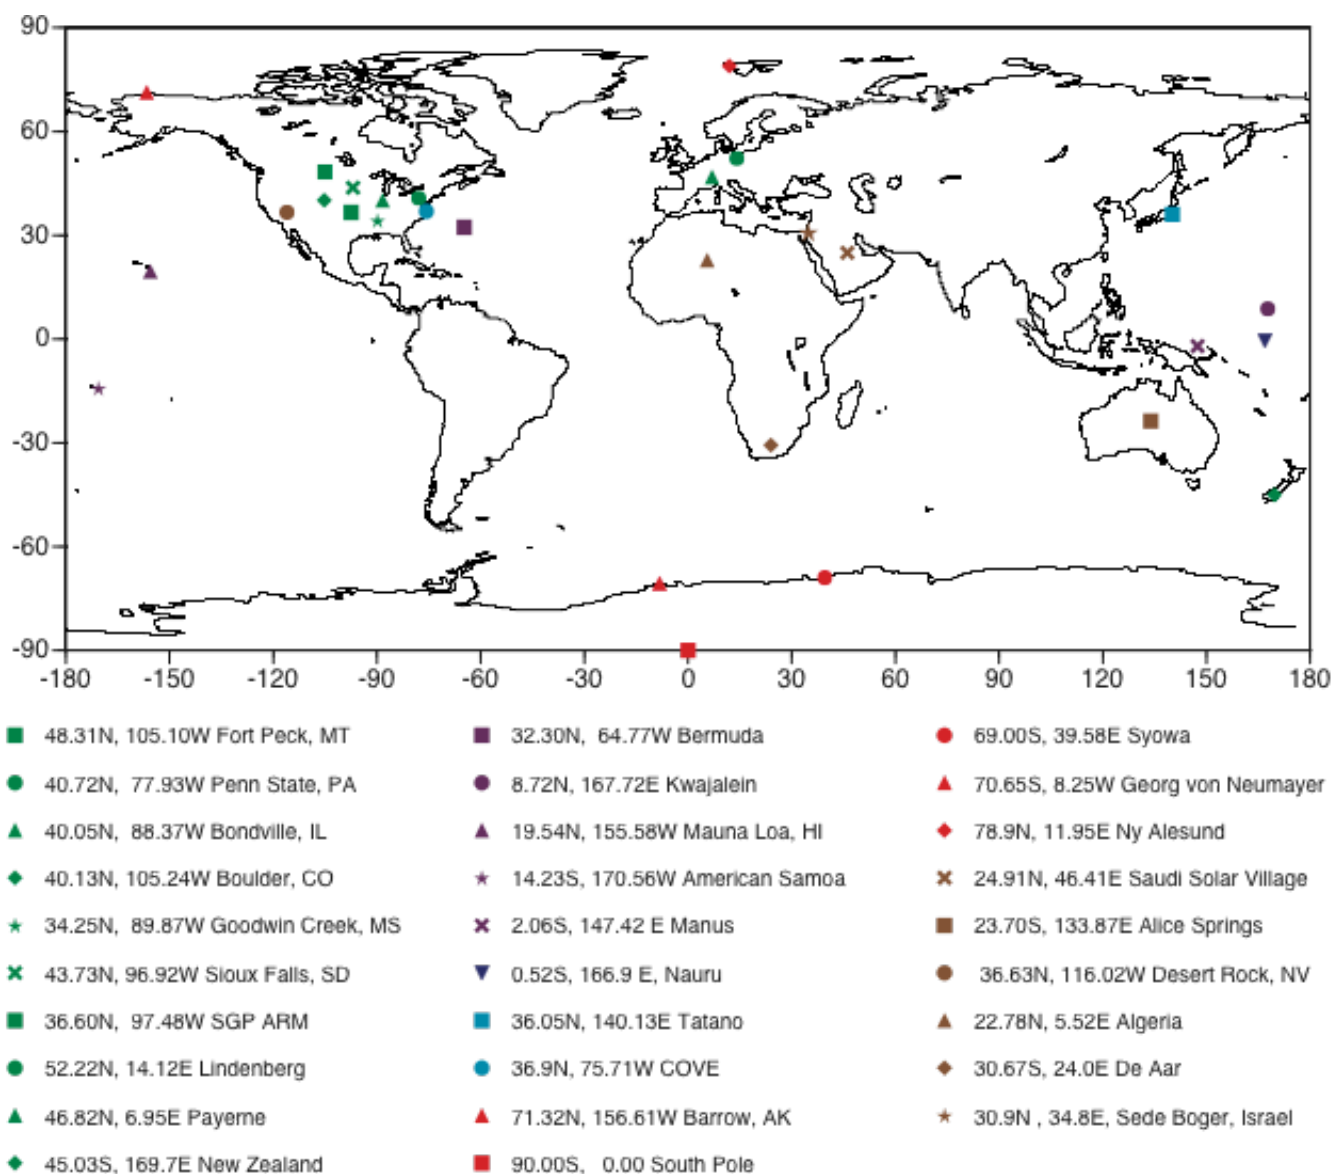 90
60
30
0
-30
-60
-90
-180 -150 -120 -90 -60 -30 0 30 60 90 120 150 180
48.31N, 105.10W Fort Peck, MT
40.72N, 77.93W Penn State, PA
40.05N, 88.37W Bondville, IL
40.13N, 105.24W Boulder, CO
34.25N, 89.87W Goodwin Creek, MS
43.73N, 96.92W Sioux Falls, SD
36.60N, 97.48W SGP ARM
52.22N, 14.12E Lindenberg
46.82N, 6.95E Payerne
45.03S, 169.7E New Zealand
32.30N, 64.77W Bermuda
8.72N, 167.72E Kwajalein
19.54N, 155.58W Mauna Loa, HI
14.23S, 170.56W American Samoa
2.06S, 147.42 E Manus
0.52S, 166.9 E, Nauru
36.05N, 140.13E Tatano
36.9N, 75.71W COVE
71.32N, 156.61W Barrow, AK
90.00S, 0.00 South Pole
69.00S, 39.58E Syowa
70.65S, 8.25W Georg von Neumayer
78.9N, 11.95E Ny Alesund
24.91N, 46.41E Saudi Solar Village
23.70S, 133.87E Alice Springs
36.63N, 116.02W Desert Rock, NV
22.78N, 5.52E Algeria
30.67S, 24.0E De Aar
30.9N , 34.8E, Sede Boger, Israel